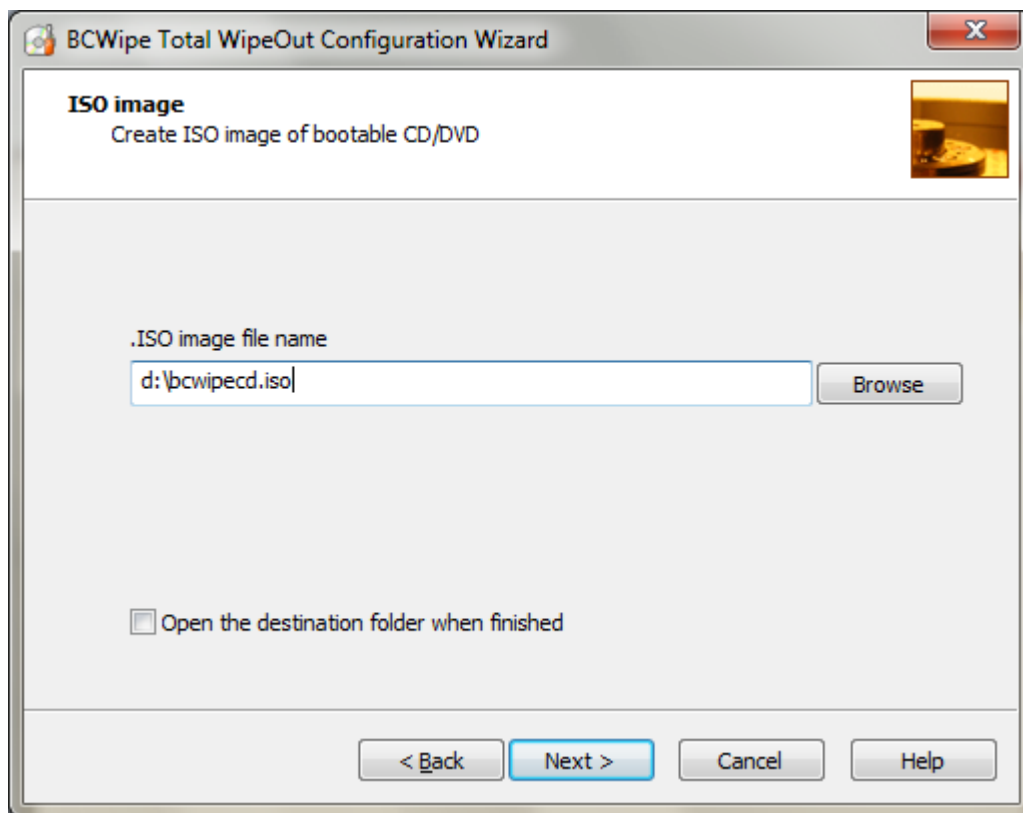 BCWipe Total WipeOut Configuration Wizard
ISO image
Create ISO image of bootable CD/DVD
.ISO image file name
d:\bcwipecd.iso
Browse
Open the destination folder when finished
< Back
Next >
Cancel
Help